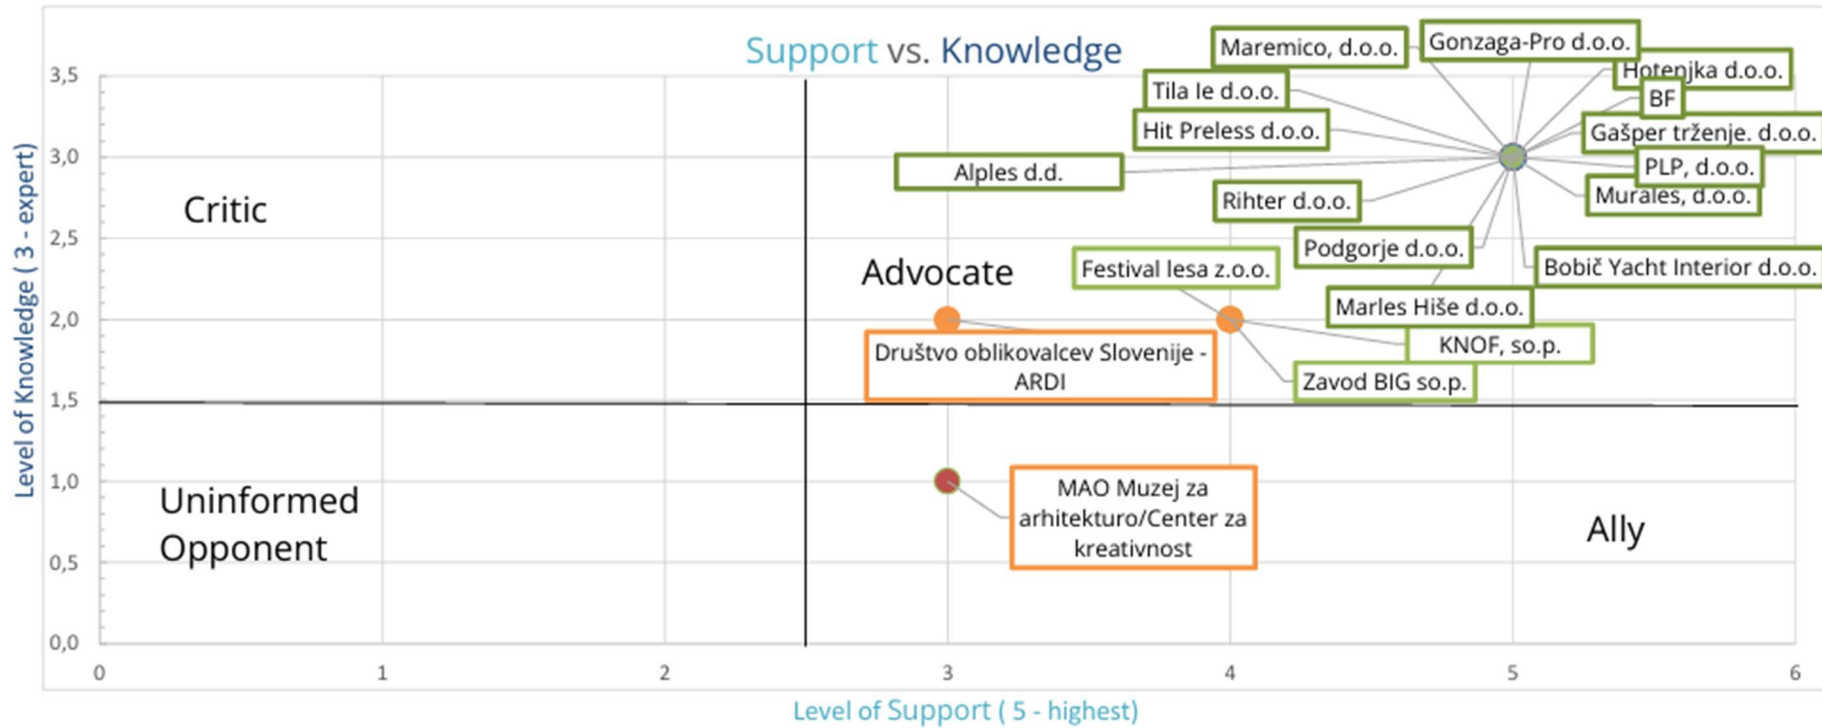 Support vs. Knowledge
Maremico, d.o.o.
Gonzaga-Pro d.o.o.
Hotenjka d.o.o.
Tila Ie d.o.o.
BF
Hit Preless d.o.o.
Gašper trženje. d.o.o.
Alples d.d.
PLP, d.o.o.
Rihter d.o.o.
Murales, d.o.o.
Critic
Podgorje d.o.o.
Advocate
Festival lesa z.o.o.
Bobič Yacht Interior d.o.o.
Marles Hiše d.o.o.
Društvo oblikovalcev Slovenije -
ARDI
KNOF, so.p.
Zavod BIG so.p.
Uninformed
Opponent
MAO Muzej za
arhitekturo/Center za
kreativnost
Ally
Level of Knowledge ( 3 - expert)
3,5
3,0
2,5
2,0
1,5
1,0
0,5
0,0
0 1 2 3 4 5 6
Level of Support ( 5 - highest)